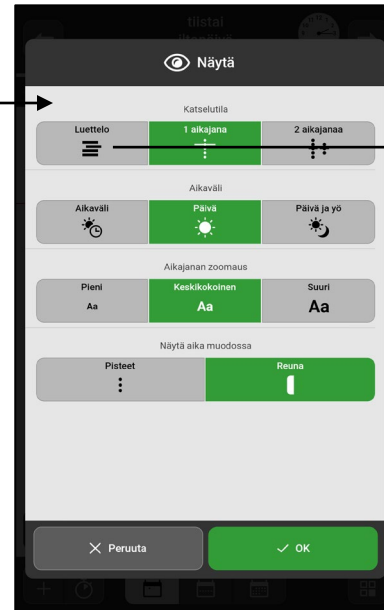 tiistai
iltapäivä
Näytä
Katselutila
Luettelo 1 aikajana 2 aikajanaa
Aikaväli
Aikaväli Päivä Päivä ja yö
Aikajanan zoomaus
Pieni Keskikokoinen Suuri
Aa Aa Aa
Näytä aika muodossa
Pisteet Reuna
Peruuta OK